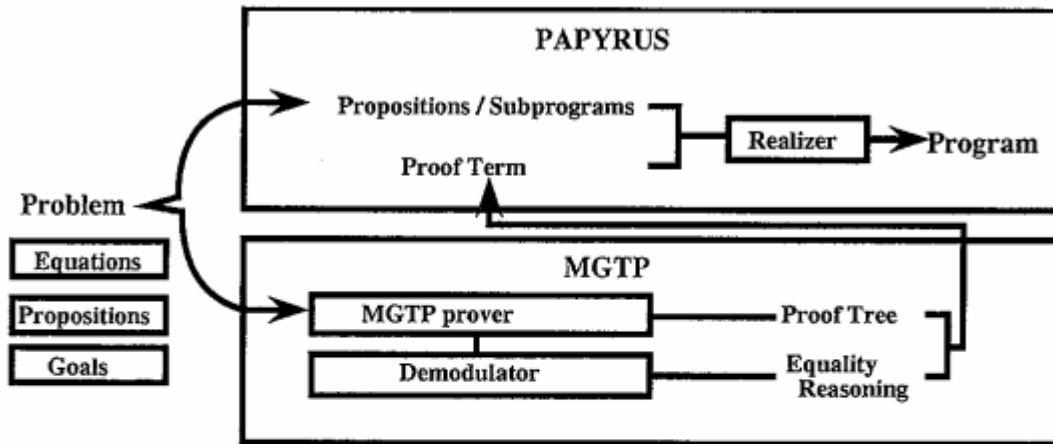 PAPYRUS
Propositions / Subprograms
Realizer
Program
Proof Term
Problem
Equations
Propositions
Goals
MGTP
MGTP prover
Proof Tree
Demodulator
Equality
Reasoning